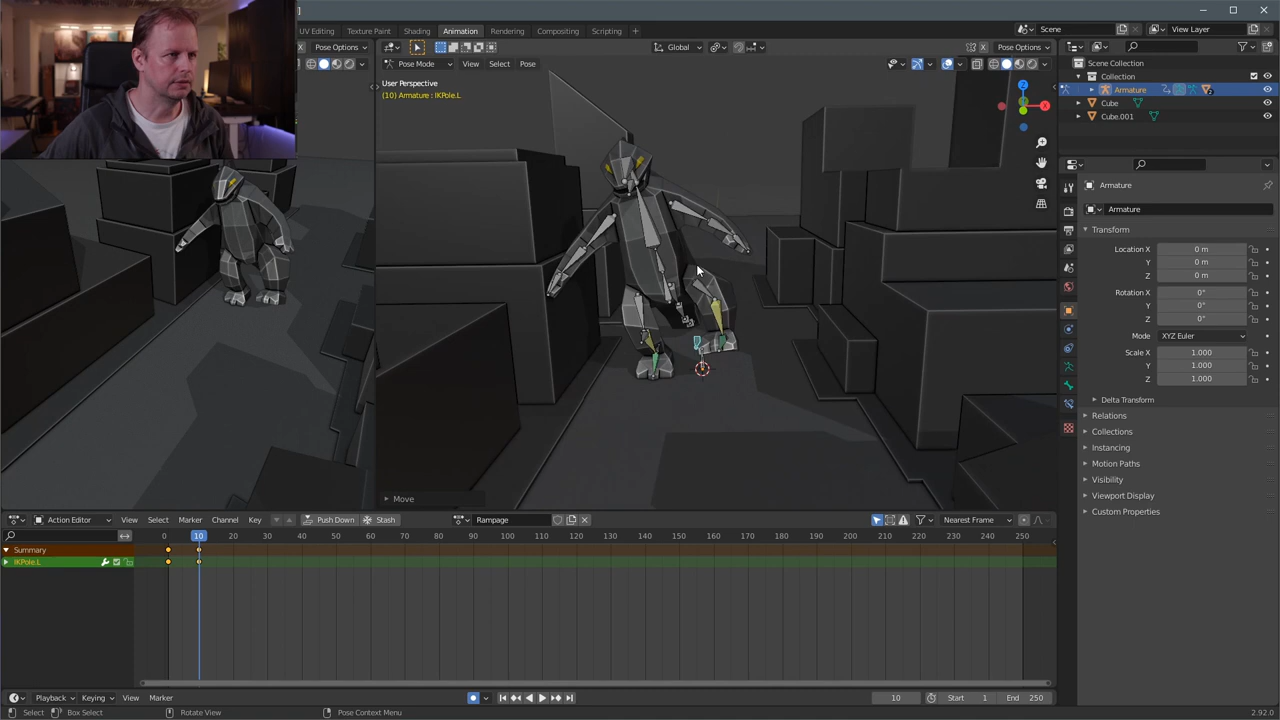 UV Editing Texture Paint Shading Animation Rendering Compositing Scripting +
Scene
View Layer
Pose Options
Global
Pose Options
Pose Mode View Select Pose
User Perspective
(10) Armature : IKPole.L
Z
X
Scene Collection
Collection
Armature
Cube
Cube.001
Armature
Armature
Transform
Location X 0 m
Y 0 m
Z 0 m
Rotation X 0°
Y 0°
Z 0°
Mode XYZ Euler
Scale X 1.000
Y 1.000
Z 1.000
Delta Transform
Relations
Collections
Instancing
Motion Paths
Visibility
Viewport Display
Custom Properties
Move
Action Editor View Select Marker Channel Key Push Down Stash Rampage Nearest Frame
0 10 20 30 40 50 60 70 80 90 100 110 120 130 140 150 160 170 180 190 200 210 220 230 240 250
Summary
IKPole.L
Playback Keying View Marker 10 Start 1 End 250
Select Box Select Rotate View Pose Context Menu 2.92.0